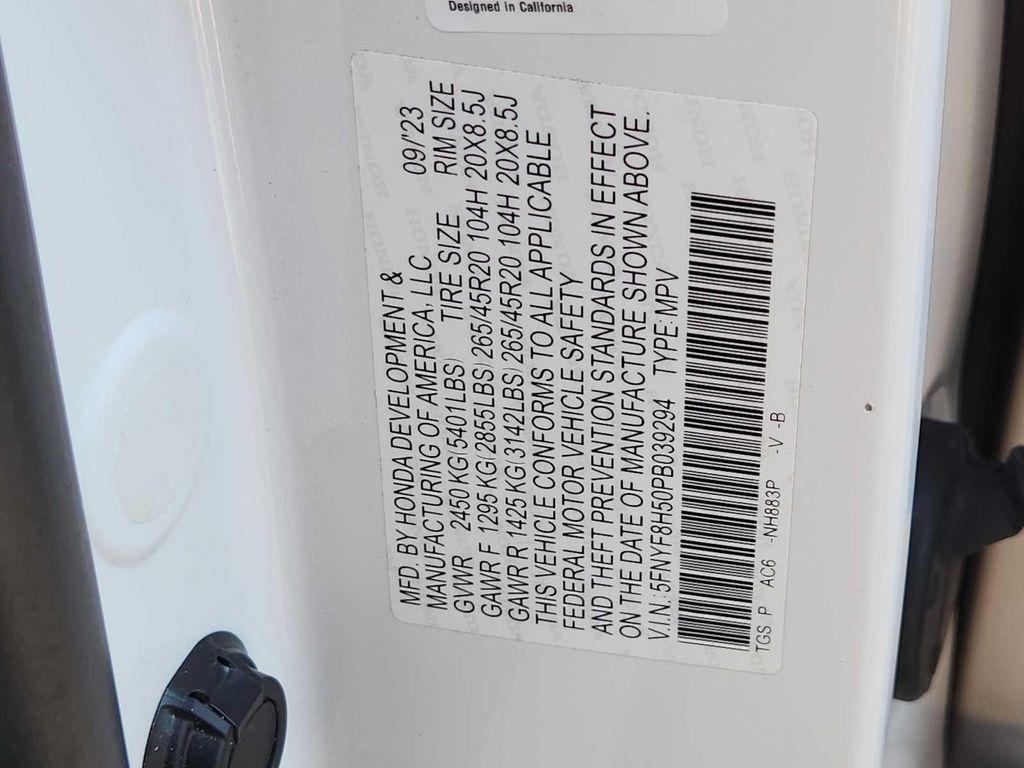 Designed in California
MFD. BY HONDA DEVELOPMENT &
MANUFACTURING OF AMERICA, LLC 09/'23
GVWR 2450 KG(5401LBS) TIRE SIZE RIM SIZE
GAWR F 1295 KG(2855LBS)265/45R20 104H 20X8.5J
GAWR R 1425 KG(3142LBS)265/45R20 104H 20X8.5J
THIS VEHICLE CONFORMS TO ALL APPLICABLE
FEDERAL MOTOR VEHICLE SAFETY
AND THEFT PREVENTION STANDARDS IN EFFECT
ON THE DATE OF MANUFACTURE SHOWN ABOVE.
V.I.N.:5FNYF8H50PB039294 TYPE:MPV
TGS P AC6 -NH883P -V -B